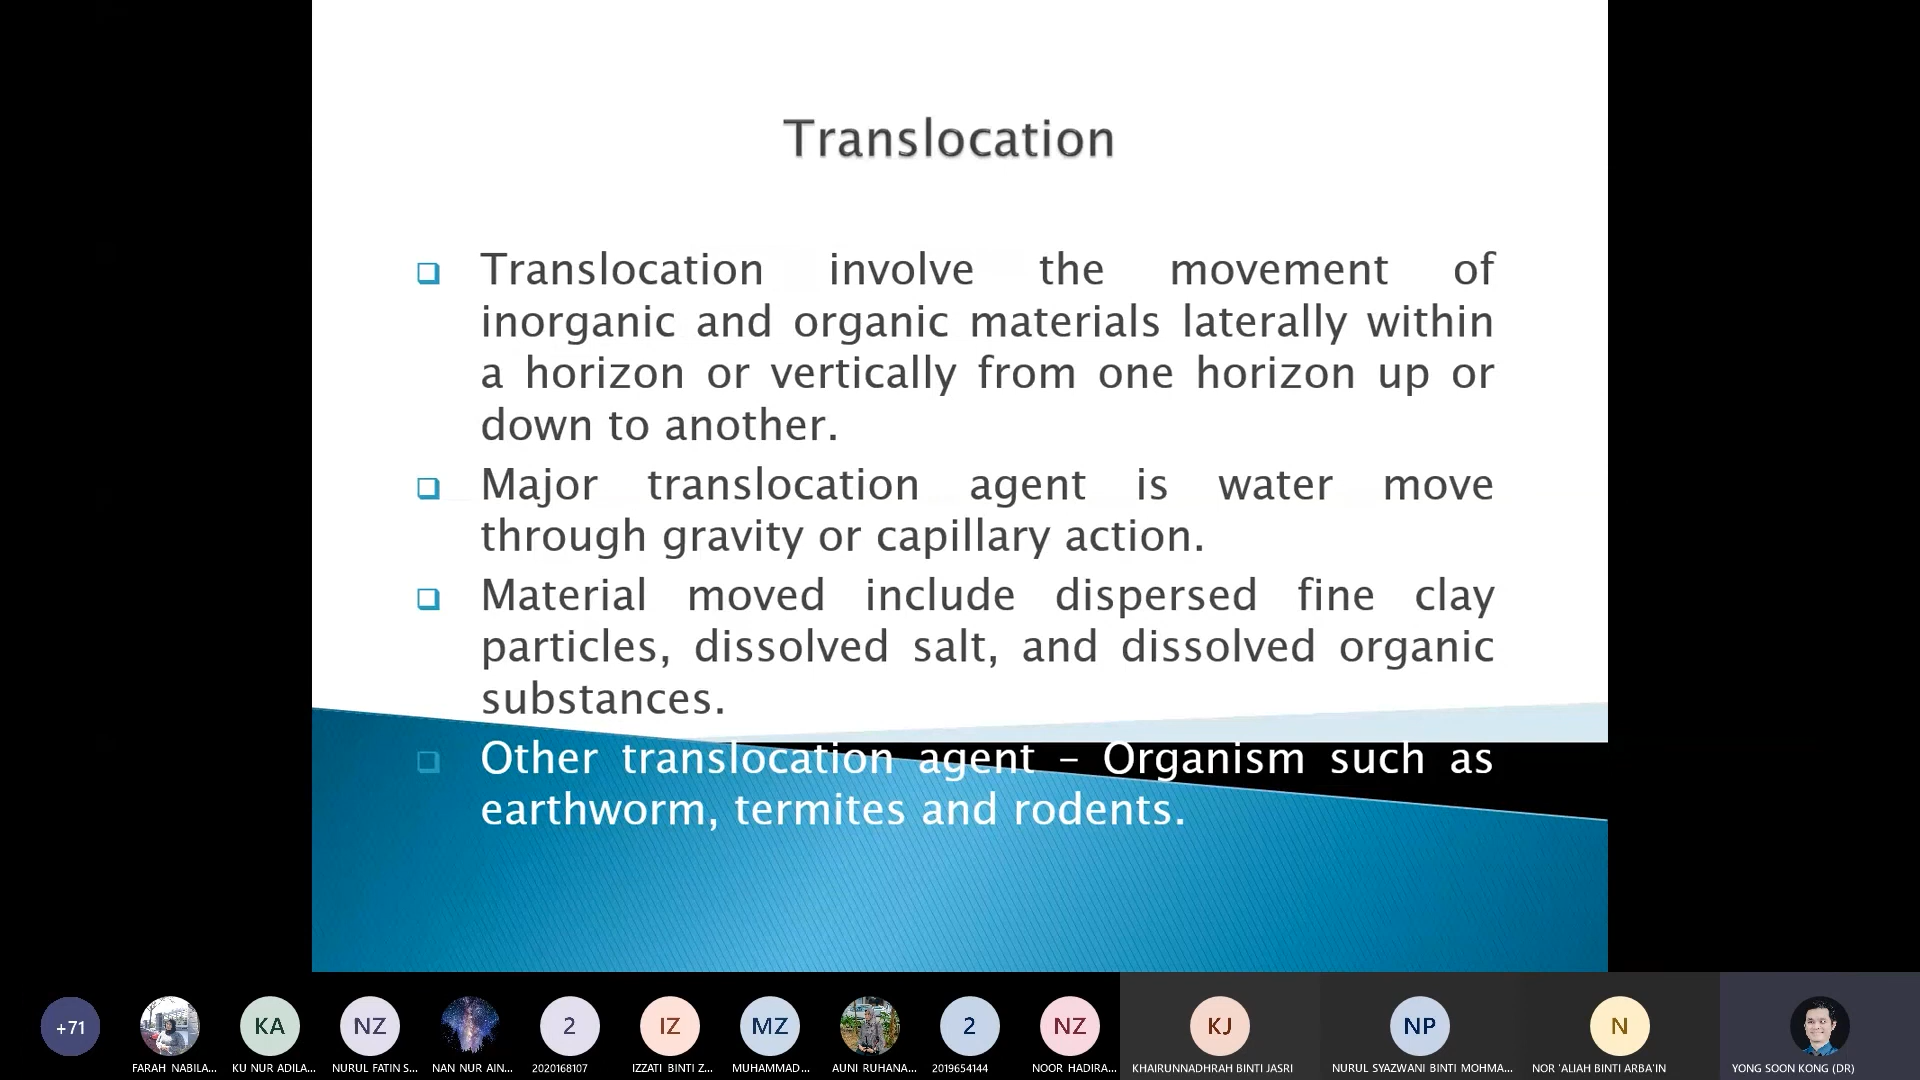 Translocation
Translocation involve the movement of
inorganic and organic materials laterally within
a horizon or vertically from one horizon up or
down to another.
Major translocation agent is water move
through gravity or capillary action.
Material moved include dispersed fine clay
particles, dissolved salt, and dissolved organic
substances.
Other translocation agent – Organism such as
earthworm, termites and rodents.
+71 KA NZ 2 IZ MZ 2 NZ KJ NP N
FARAH NABILA... KU NUR ADILA... NURUL FATIN S... NAN NUR AIN... 2020168107 IZZATI BINTI Z... MUHAMMAD... AUNI RUHANA... 2019654144 NOOR HADIRA... KHAIRUNNADHRAH BINTI JASRI NURUL SYAZWANI BINTI MOHMA... NOR 'ALIAH BINTI ARBA'IN YONG SOON KONG (DR)